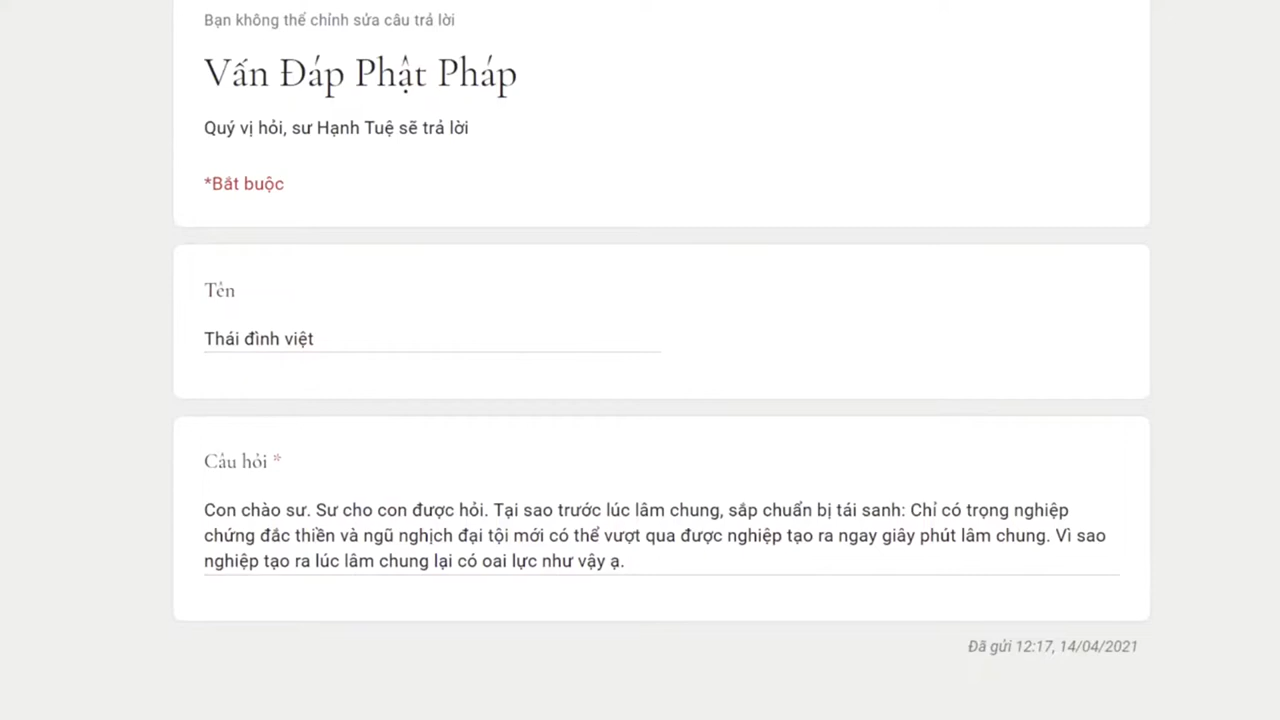 Bạn không thể chỉnh sửa câu trả lời
Vấn Đáp Phật Pháp
Quý vị hỏi, sư Hạnh Tuệ sẽ trả lời
*Bắt buộc
Tên
Thái đình việt
Câu hỏi *
Con chào sư. Sư cho con được hỏi. Tại sao trước lúc lâm chung, sắp chuẩn bị tái sanh: Chỉ có trọng nghiệp
chứng đắc thiền và ngũ nghịch đại tội mới có thể vượt qua được nghiệp tạo ra ngay giây phút lâm chung. Vì sao
nghiệp tạo ra lúc lâm chung lại có oai lực như vậy ạ.
Đã gửi 12:17, 14/04/2021